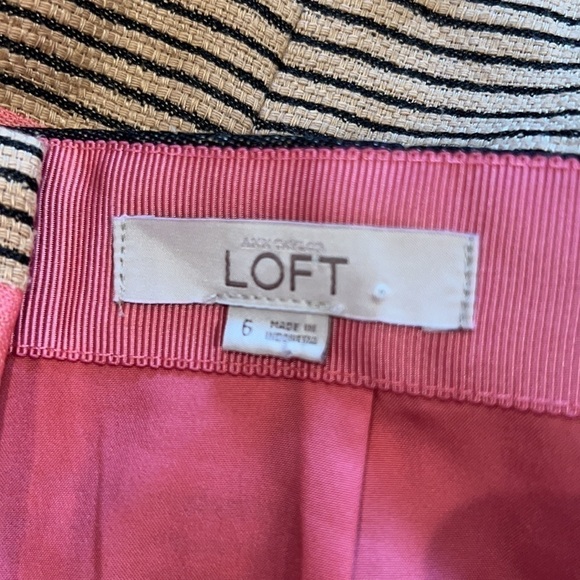 ANN TAYLOR
LOFT
6
MADE IN
INDONESIA